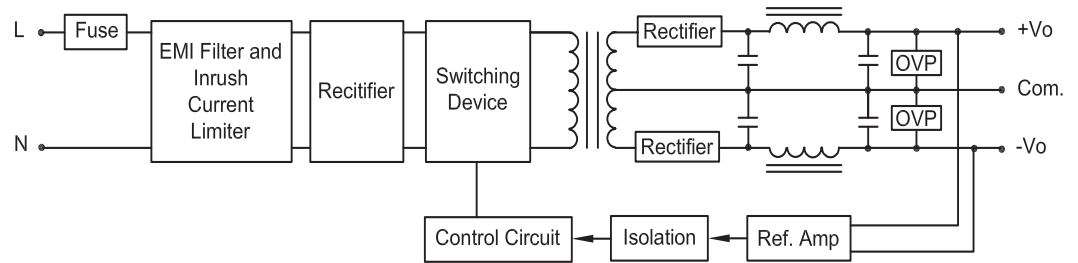 L
Fuse
EMI Filter and
Inrush
Current
Limiter
Recitifier
Switching
Device
Rectifier
+Vo
OVP
Com.
OVP
Rectifier
-Vo
N
Control Circuit
Isolation
Ref. Amp